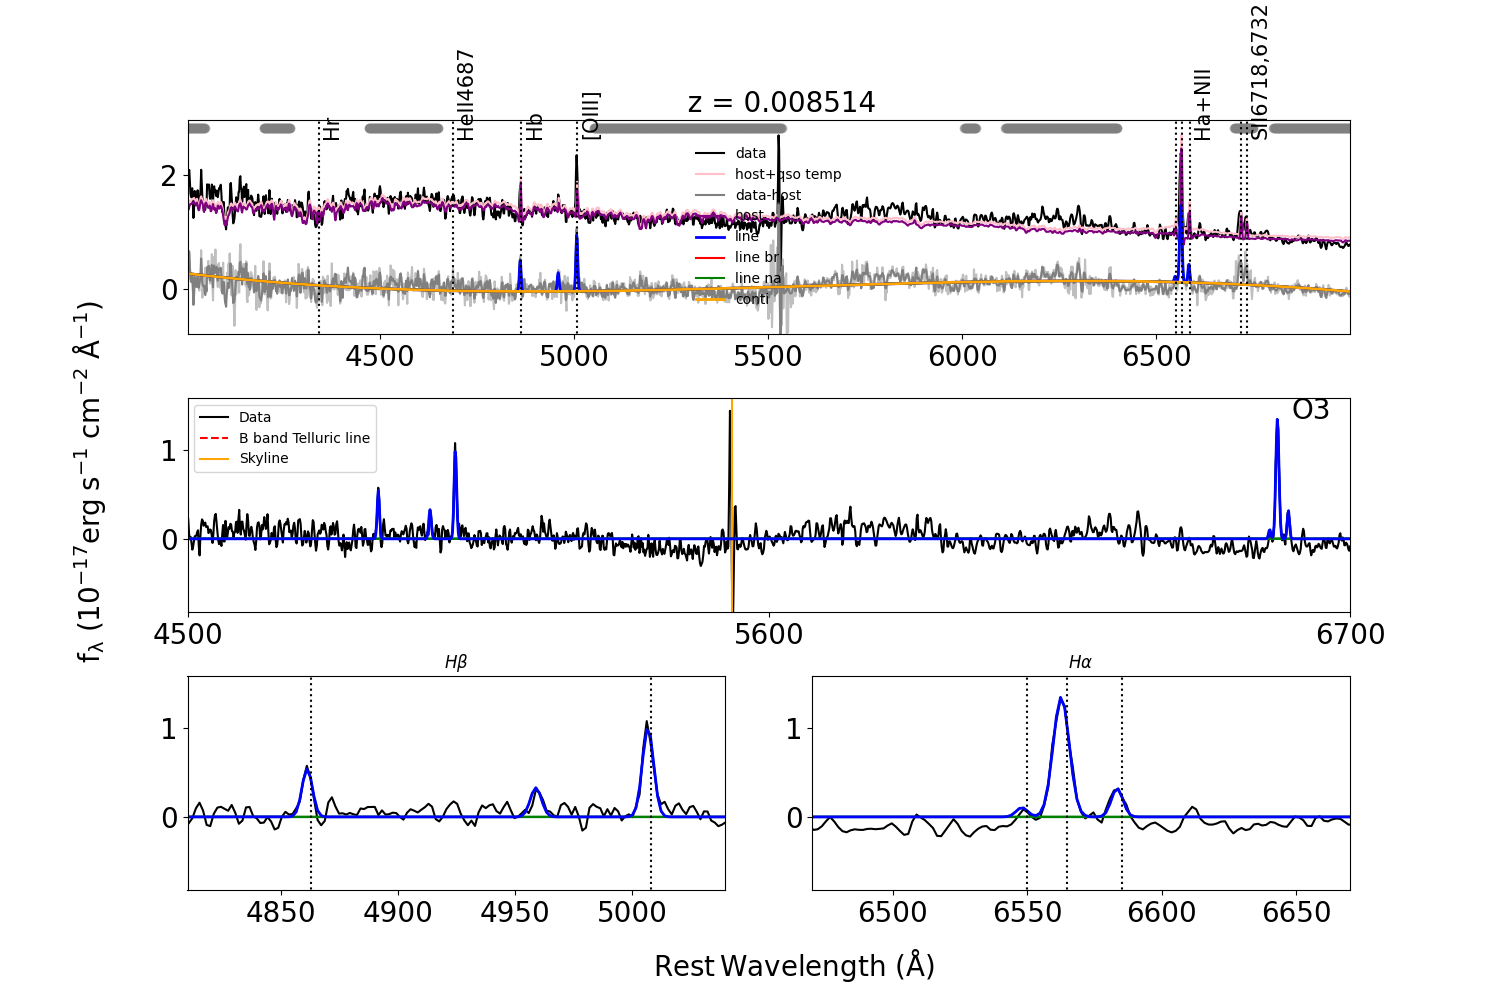 Hr
HeII4687
Hb
[OIII]
Ha+NII
SII6718,6732
z = 0.008514
data
host+qso temp
data-host
host
line
line br
line na
conti
2
0
4500
5000
5500
6000
6500
fλ (10−17erg s−1 cm−2 Å−1)
Data
B band Telluric line
Skyline
O3
1
0
4500
5600
6700
Hβ
1
0
4850
4900
4950
5000
Hα
1
0
6500
6550
6600
6650
Rest Wavelength (Å)